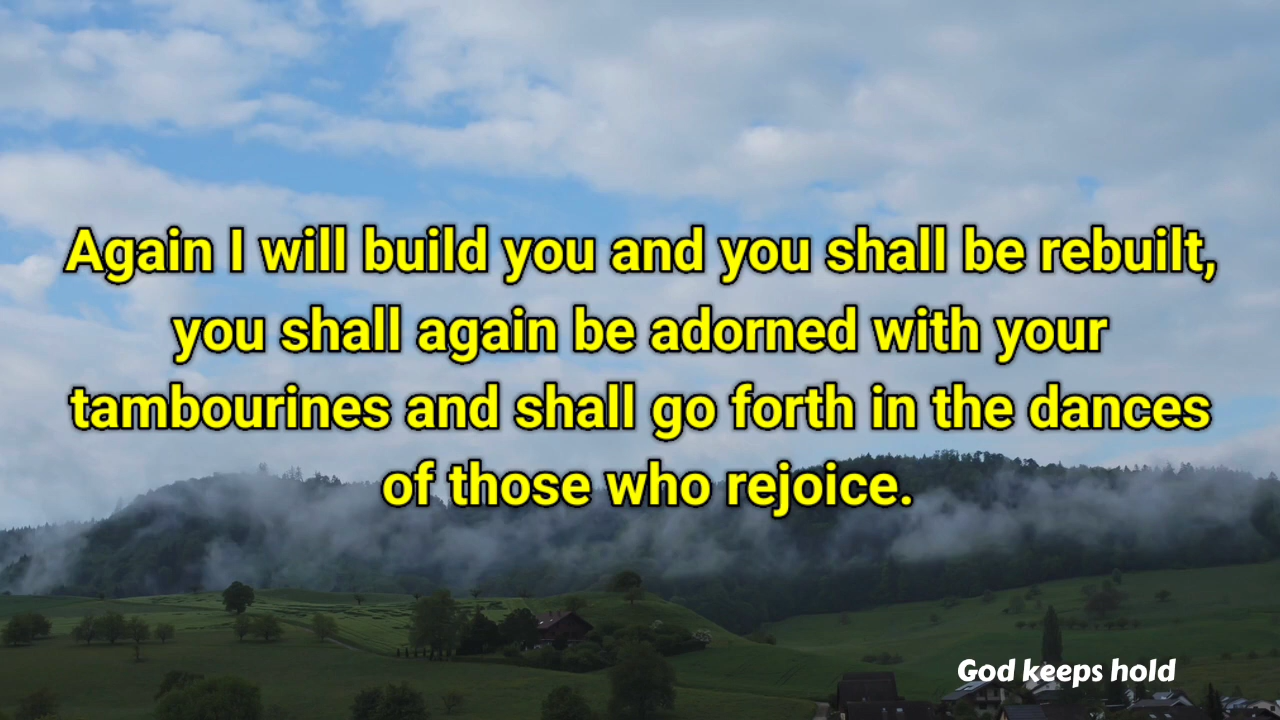 Again I will build you and you shall be rebuilt,
you shall again be adorned with your
tambourines and shall go forth in the dances
of those who rejoice.
God keeps hold